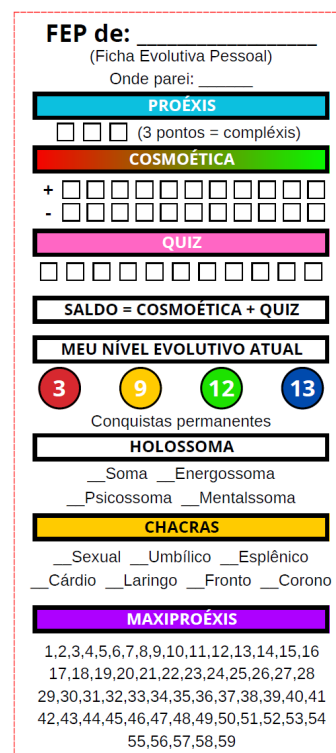 FEP de: __________________
(Ficha Evolutiva Pessoal)
Onde parei: ______
PROÉXIS
(3 pontos = compléxis)
COSMOÉTICA
+
-
QUIZ
SALDO = COSMOÉTICA + QUIZ
MEU NÍVEL EVOLUTIVO ATUAL
3 9 12 13
Conquistas permanentes
HOLOSSOMA
__Soma __Energossoma
__Psicossoma __Mentalssoma
CHACRAS
__Sexual __Umbílico __Esplênico
__Cárdio __Laringo __Fronto __Corono
MAXIPROÉXIS
1,2,3,4,5,6,7,8,9,10,11,12,13,14,15,16
17,18,19,20,21,22,23,24,25,26,27,28
29,30,31,32,33,34,35,36,37,38,39,40,41
42,43,44,45,46,47,48,49,50,51,52,53,54
55,56,57,58,59